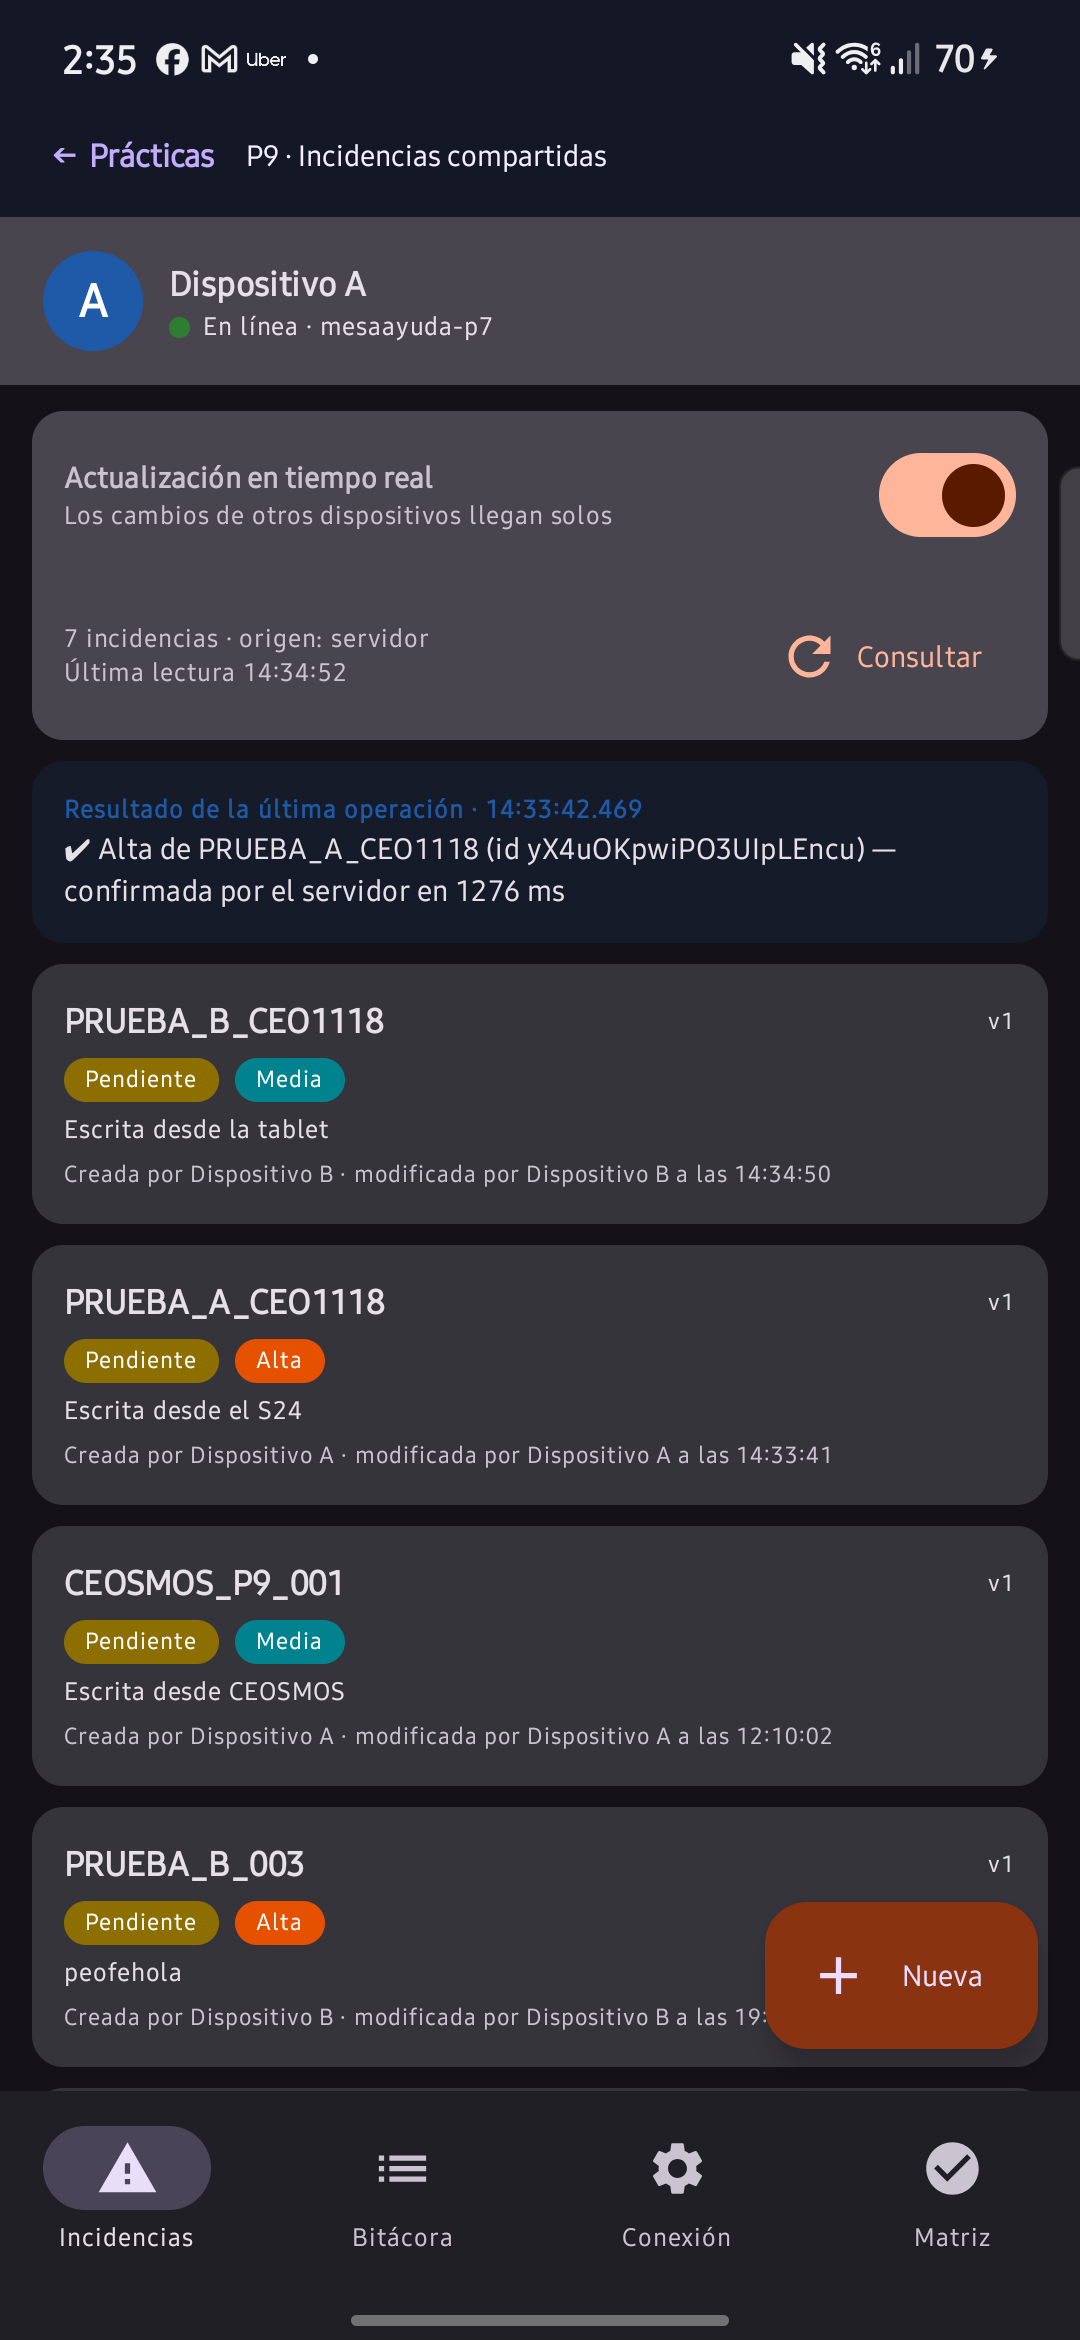 2:35 Uber 6 70
← Prácticas P9 · Incidencias compartidas
A
Dispositivo A
En línea · mesaayuda-p7
Actualización en tiempo real
Los cambios de otros dispositivos llegan solos
7 incidencias · origen: servidor
Última lectura 14:34:52
Consultar
Resultado de la última operación · 14:33:42.469
✔ Alta de PRUEBA_A_CEO1118 (id yX4uOKpwiPO3UIpLEncu) —
confirmada por el servidor en 1276 ms
PRUEBA_B_CEO1118 v1
Pendiente Media
Escrita desde la tablet
Creada por Dispositivo B · modificada por Dispositivo B a las 14:34:50
PRUEBA_A_CEO1118 v1
Pendiente Alta
Escrita desde el S24
Creada por Dispositivo A · modificada por Dispositivo A a las 14:33:41
CEOSMOS_P9_001 v1
Pendiente Media
Escrita desde CEOSMOS
Creada por Dispositivo A · modificada por Dispositivo A a las 12:10:02
PRUEBA_B_003 v1
Pendiente Alta
peofehola
Creada por Dispositivo B · modificada por Dispositivo B a las 19:
+ Nueva
Incidencias Bitácora Conexión Matriz